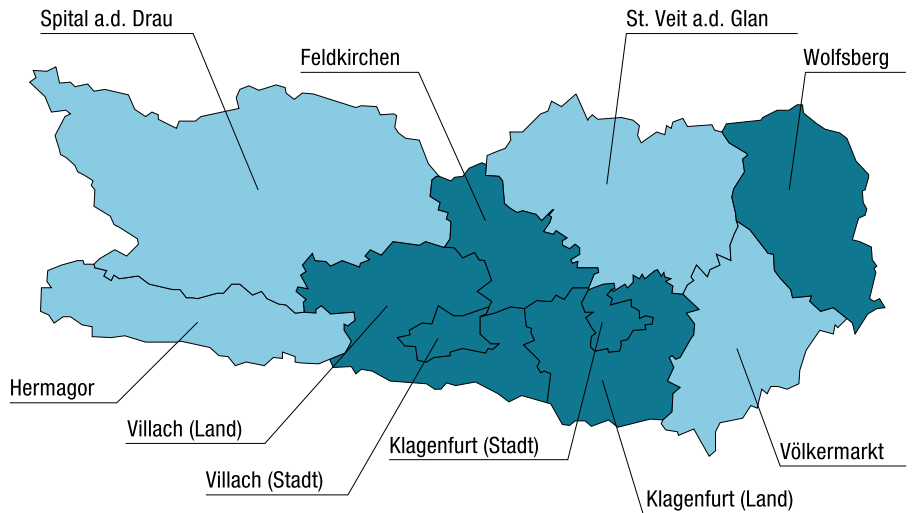 Spital a.d. Drau
St. Veit a.d. Glan
Feldkirchen
Wolfsberg
Hermagor
Villach (Land)
Klagenfurt (Stadt)
Völkermarkt
Villach (Stadt)
Klagenfurt (Land)